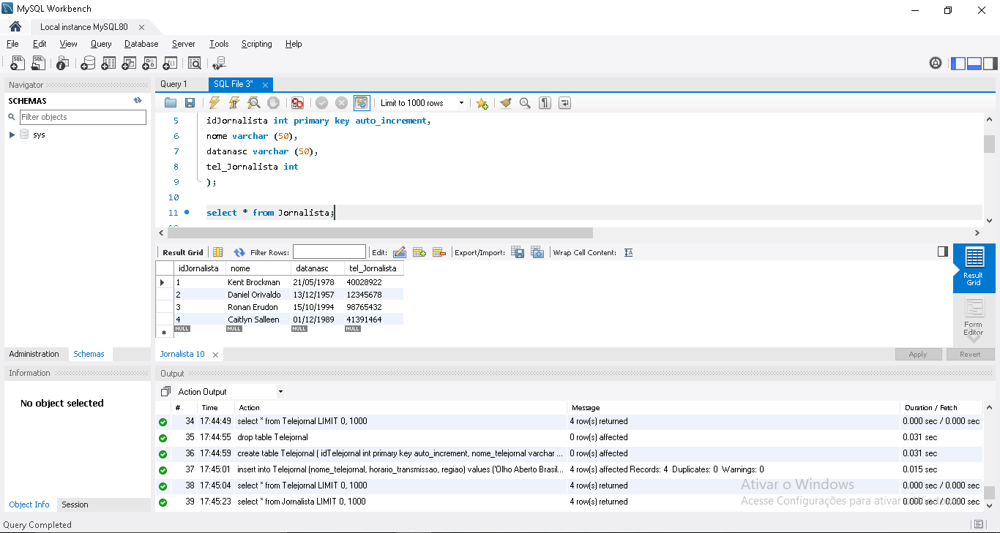 MySQL Workbench
Local instance MySQL80
File Edit View Query Database Server Tools Scripting Help
Navigator
SCHEMAS
Filter objects
sys
Administration Schemas
Information
No object selected
Object Info Session
Query Completed
Query 1 SQL File 3*
Limit to 1000 rows
5 idJornalista int primary key auto_increment,
6 nome varchar (50),
7 datanasc varchar (50),
8 tel_Jornalista int
9 );
10
11 select * from Jornalista;
Result Grid Filter Rows: Edit: Export/Import: Wrap Cell Content:
idJornalista nome datanasc tel_Jornalista
1 Kent Brockman 21/05/1978 40028922
2 Daniel Orivaldo 13/12/1957 12345678
3 Ronan Erudon 15/10/1994 98765432
4 Caitlyn Salleen 01/12/1989 41391464
NULL NULL NULL NULL
Result
Grid
Form
Editor
Jornalista 10
Apply Revert
Output
Action Output
# Time Action Message Duration / Fetch
34 17:44:49 select * from Telejornal LIMIT 0, 1000 4 row(s) returned 0.000 sec / 0.000 sec
35 17:44:55 drop table Telejornal 0 row(s) affected 0.031 sec
36 17:44:59 create table Telejornal ( idTelejornal int primary key auto_increment, nome_telejornal varchar ... 0 row(s) affected 0.031 sec
37 17:45:01 insert into Telejornal (nome_telejornal, horario_transmissao, regiao) values ('Olho Aberto Brasil... 4 row(s) affected Records: 4 Duplicates: 0 Warnings: 0 0.015 sec
38 17:45:04 select * from Telejornal LIMIT 0, 1000 4 row(s) returned 0.000 sec / 0.000 sec
39 17:45:23 select * from Jornalista LIMIT 0, 1000 4 row(s) returned 0.000 sec / 0.000 sec
Ativar o Windows
Acesse Configurações para ativar o Windows.